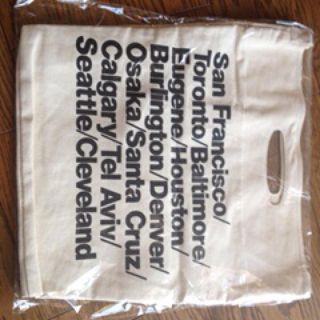 San Francisco/
Toronto/Baltimore/
Eugene/Houston/
Burlington/Denver/
Osaka/Santa Cruz/
Calgary/Tel Aviv/
Seattle/Cleveland